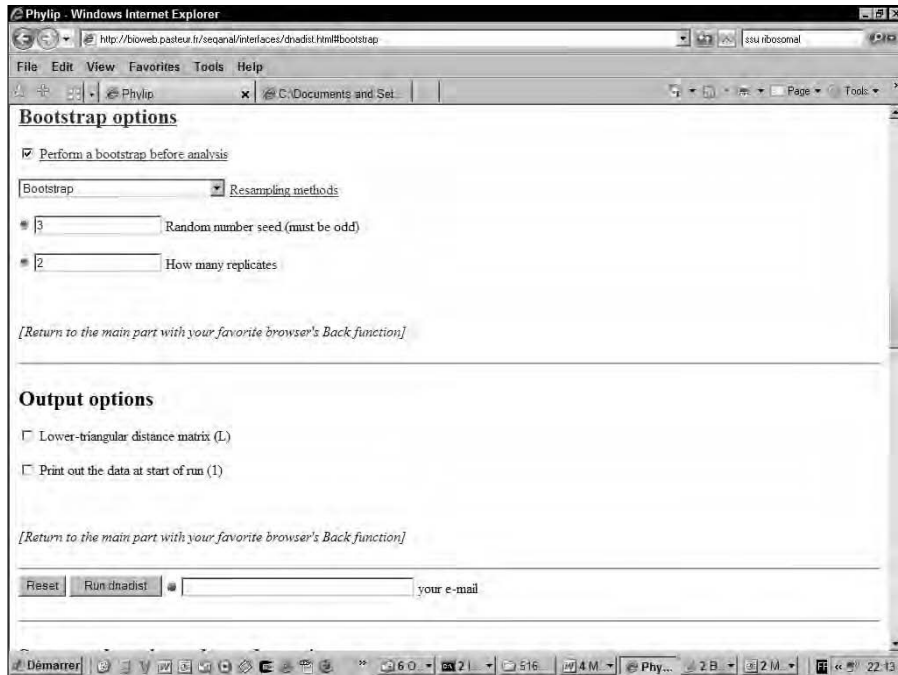 Phylip - Windows Internet Explorer
http://bioweb.pasteur.fr/seqanal/interfaces/dnadist.html#bootstrap
ssu ribosomal
File Edit View Favorites Tools Help
Phylip
C:\Documents and Set...
Page
Tools
Bootstrap options
Perform a bootstrap before analysis
Bootstrap
Resampling methods
3 Random number seed (must be odd)
2 How many replicates
[Return to the main part with your favorite browser's Back function]
Output options
Lower-triangular distance matrix (L)
Print out the data at start of run (1)
[Return to the main part with your favorite browser's Back function]
Reset Run dnadist your e-mail
Démarrer 516... 4 M Phy... 2 B... 2 M 22:13